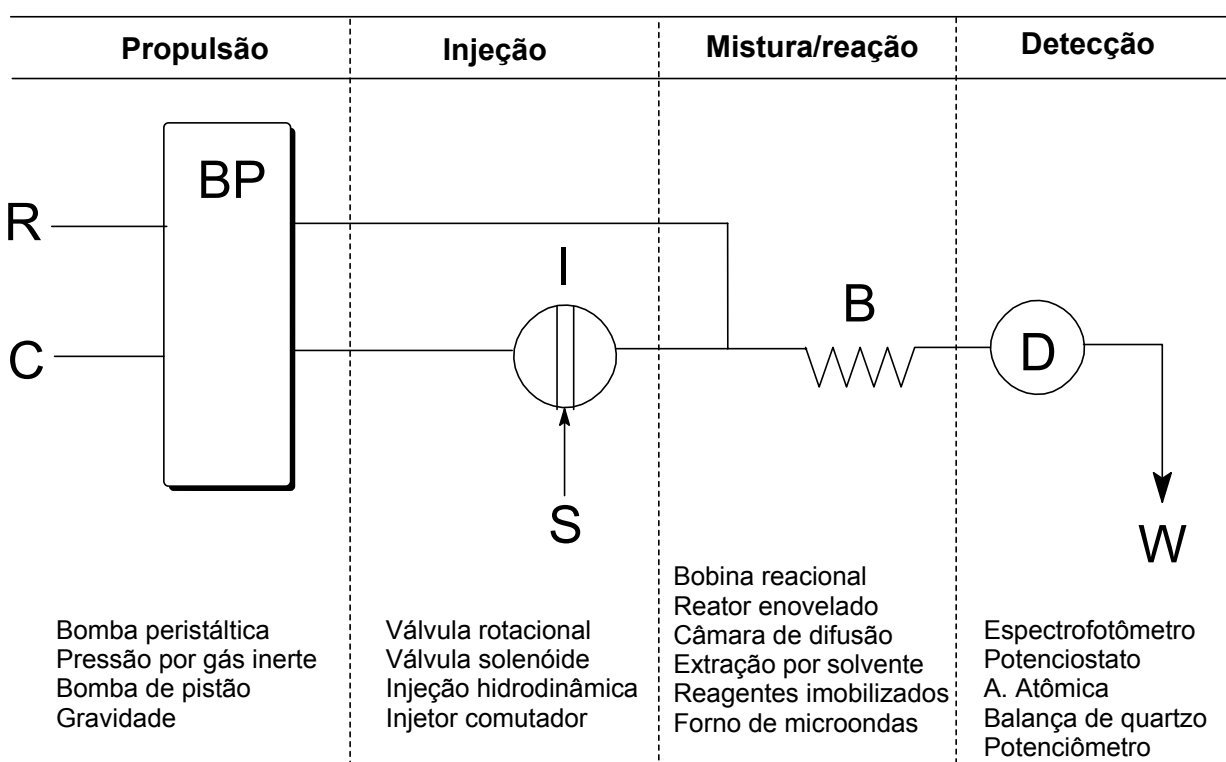 Propulsão
Injeção
Mistura/reação
Detecção
BP
R
I
B
C
D
S
W
Bomba peristáltica
Pressão por gás inerte
Bomba de pistão
Gravidade
Válvula rotacional
Válvula solenóide
Injeção hidrodinâmica
Injetor comutador
Bobina reacional
Reator enovelado
Câmara de difusão
Extração por solvente
Reagentes imobilizados
Forno de microondas
Espectrofotômetro
Potenciostato
A. Atômica
Balança de quartzo
Potenciômetro